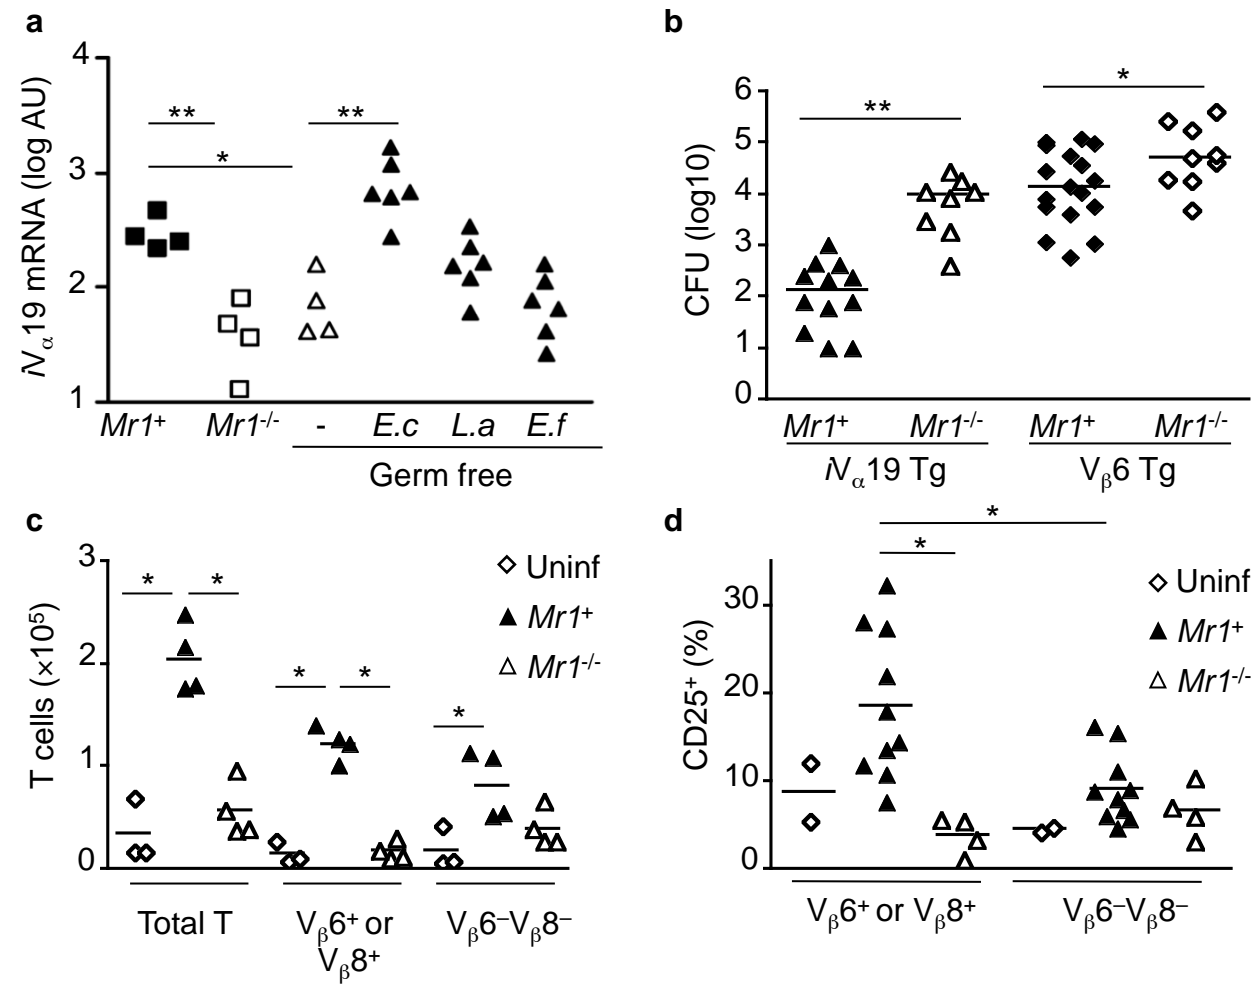 a
4
3
2
1
iVα19 mRNA (log AU)
**
*
**
Mr1+ Mr1-/- - E.c L.a E.f
Germ free
b
6
5
4
3
2
1
0
CFU (log10)
**
*
Mr1+ Mr1-/- Mr1+ Mr1-/-
iVα19 Tg Vβ6 Tg
c
3
2
1
0
T cells (×10⁵)
* *
* *
*
Uninf
Mr1+
Mr1-/-
Total T Vβ6+ or Vβ6–Vβ8–
Vβ8+
d
30
20
10
0
CD25+ (%)
*
*
Uninf
Mr1+
Mr1-/-
Vβ6+ or Vβ8+ Vβ6–Vβ8–